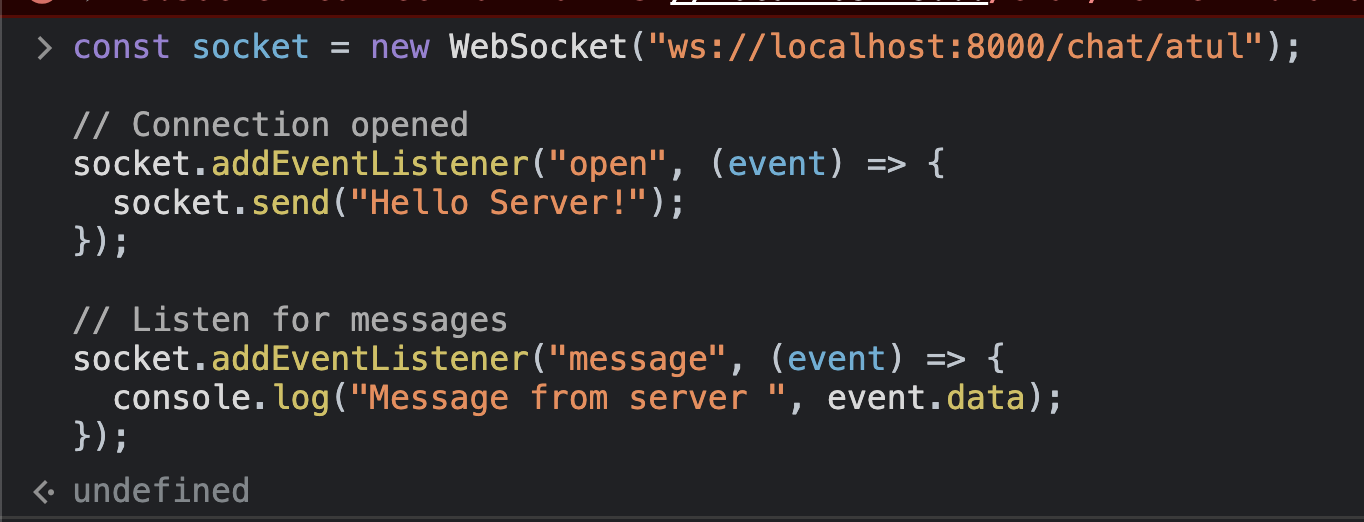 const socket = new WebSocket("ws://localhost:8000/chat/atul");
// Connection opened
socket.addEventListener("open", (event) => {
  socket.send("Hello Server!");
});
// Listen for messages
socket.addEventListener("message", (event) => {
  console.log("Message from server ", event.data);
});
undefined